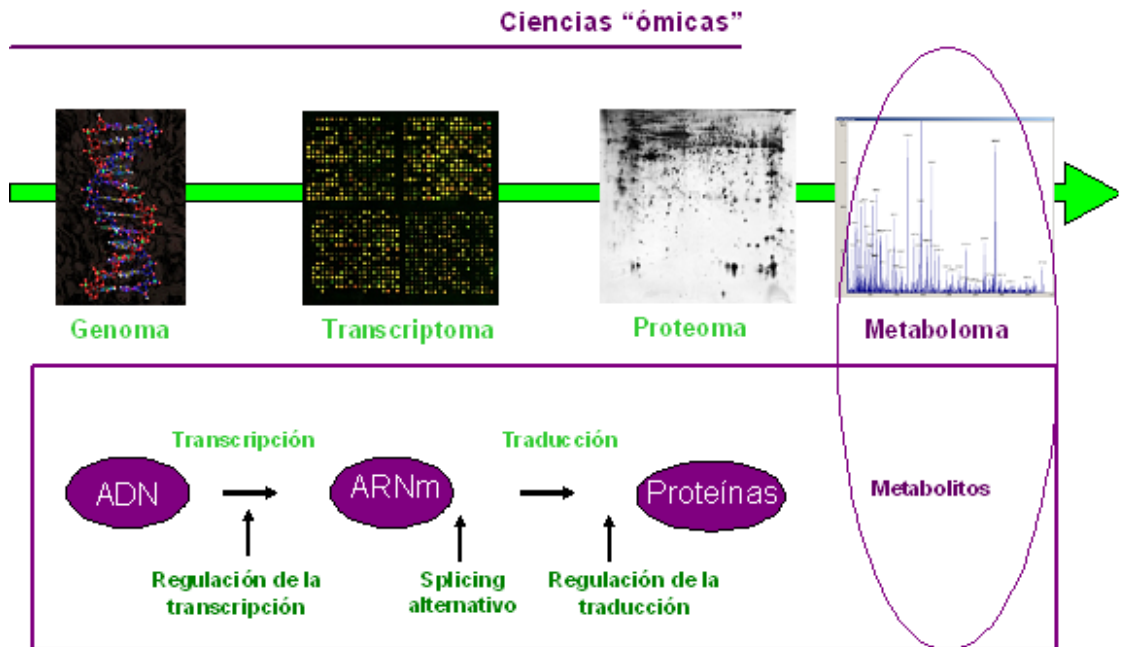 Ciencias “ómicas”
Genoma
Transcriptoma
Proteoma
Metaboloma
Transcripción
Traducción
ADN
ARNm
Proteínas
Metabolitos
Regulación de la
transcripción
Splicing
alternativo
Regulación de la
traducción